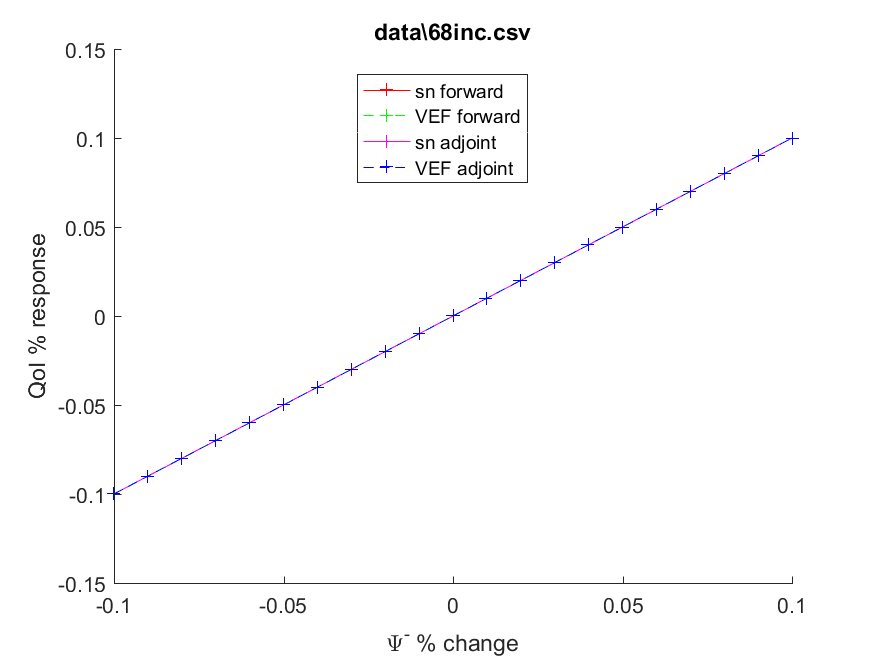 data\68inc.csv
0.15
0.1
0.05
0
-0.05
-0.1
-0.15
QoI % response
sn forward
VEF forward
sn adjoint
VEF adjoint
-0.1
-0.05
0
0.05
0.1
Ψ- % change